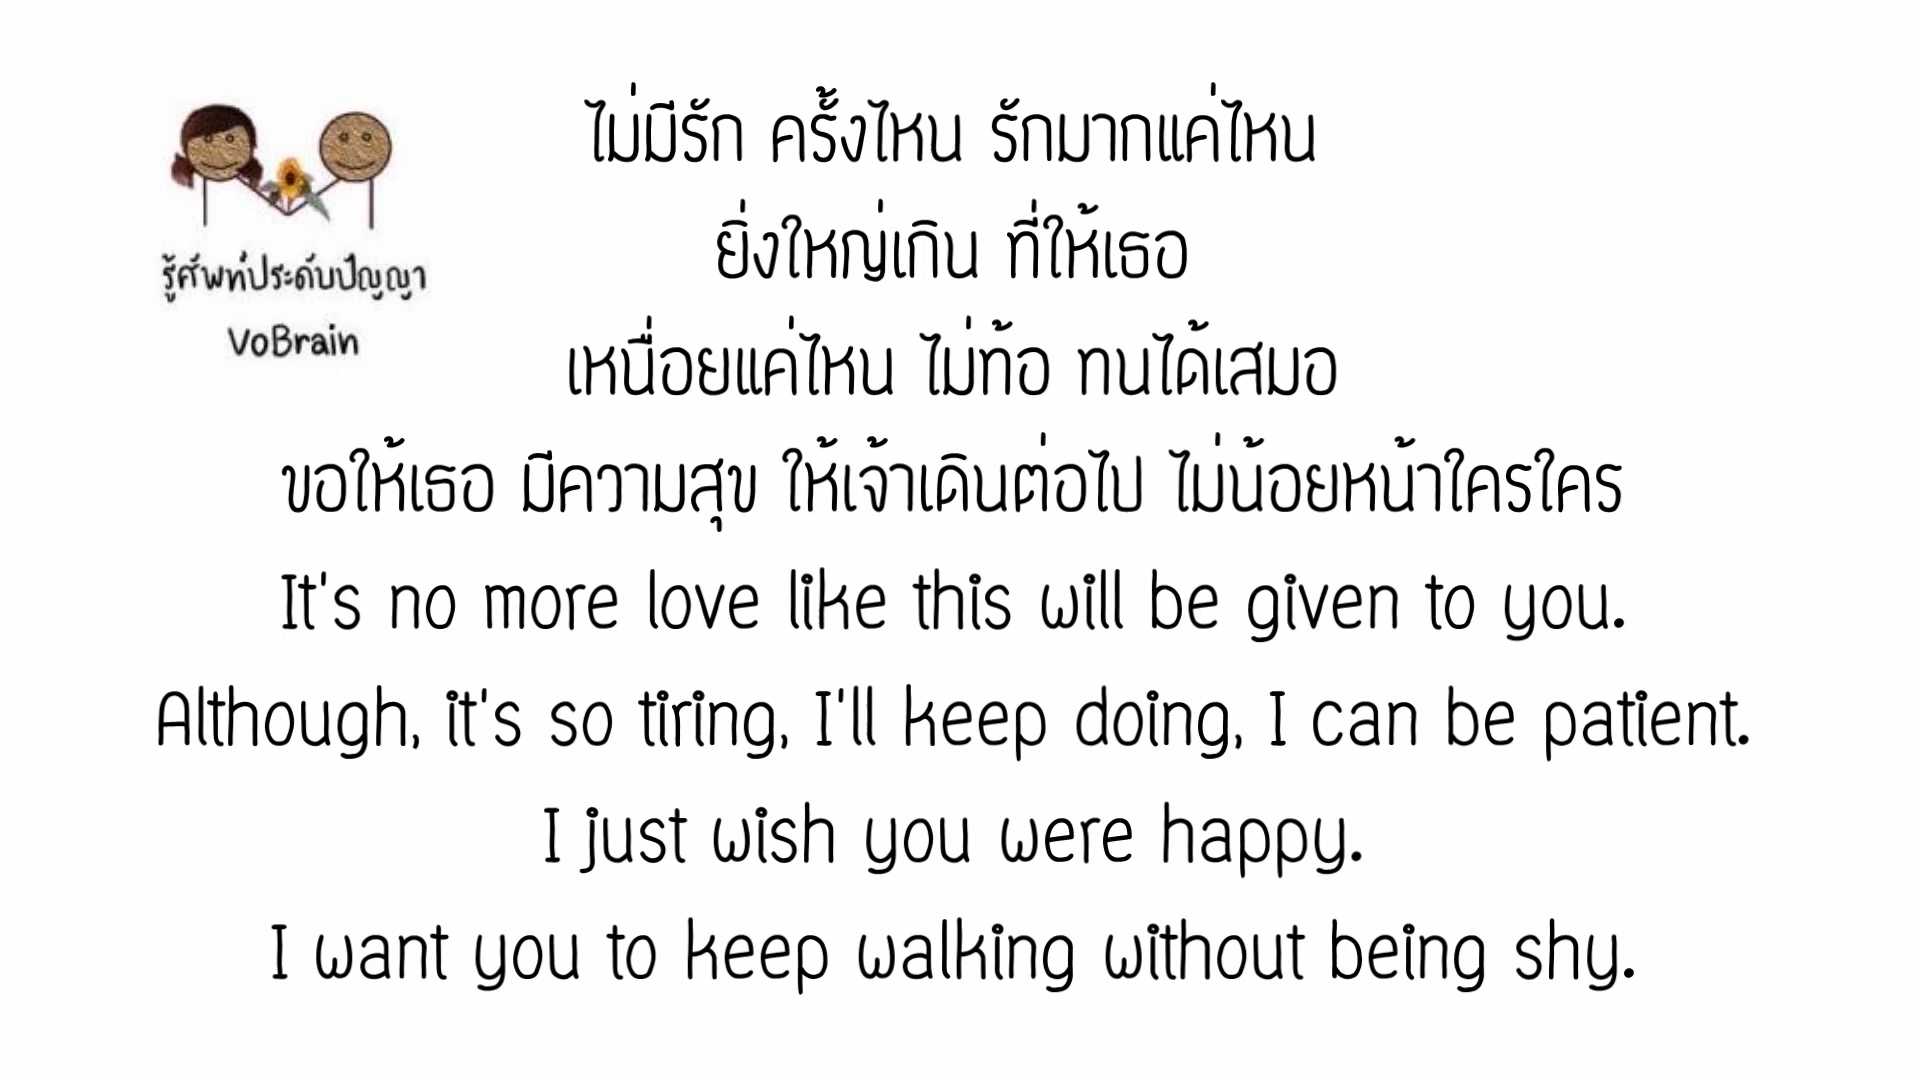 ไม่มีรัก ครั้งไหน รักมากแค่ไหน
ยิ่งใหญ่เกิน ที่ให้เธอ
รู้ศัพท์ประดับปัญญา
VoBrain
เหนื่อยแค่ไหน ไม่ท้อ ทนได้เสมอ
ขอให้เธอ มีความสุข ให้เจ้าเดินต่อไป ไม่น้อยหน้าใครใคร
It's no more love like this will be given to you.
Although, it's so tiring, I'll keep doing, I can be patient.
I just wish you were happy.
I want you to keep walking without being shy.